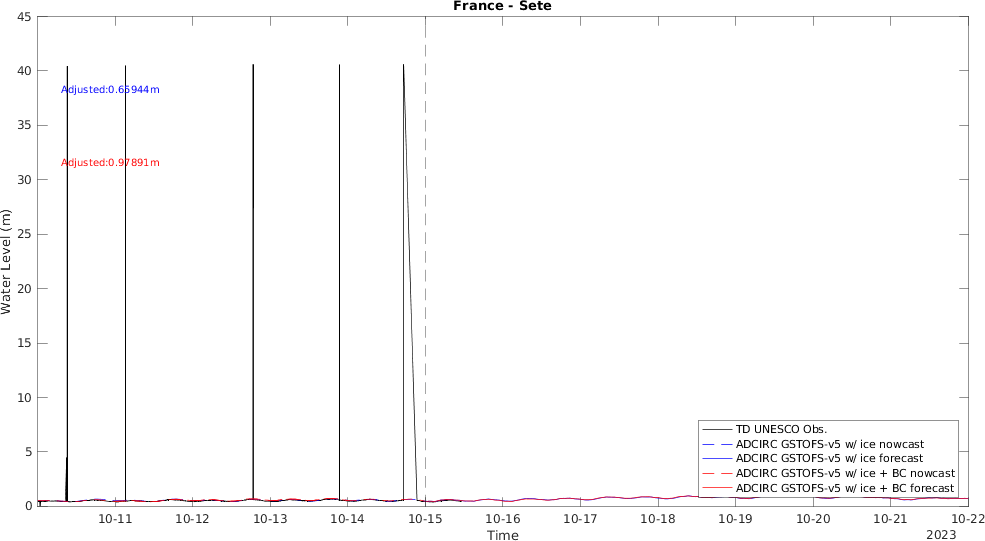 France - Sete
45
40
35
30
25
20
15
10
5
0
Water Level (m)
Adjusted:0.65944m
Adjusted:0.97891m
TD UNESCO Obs.
ADCIRC GSTOFS-v5 w/ ice nowcast
ADCIRC GSTOFS-v5 w/ ice forecast
ADCIRC GSTOFS-v5 w/ ice + BC nowcast
ADCIRC GSTOFS-v5 w/ ice + BC forecast
10-11 10-12 10-13 10-14 10-15 10-16 10-17 10-18 10-19 10-20 10-21 10-22
Time
2023